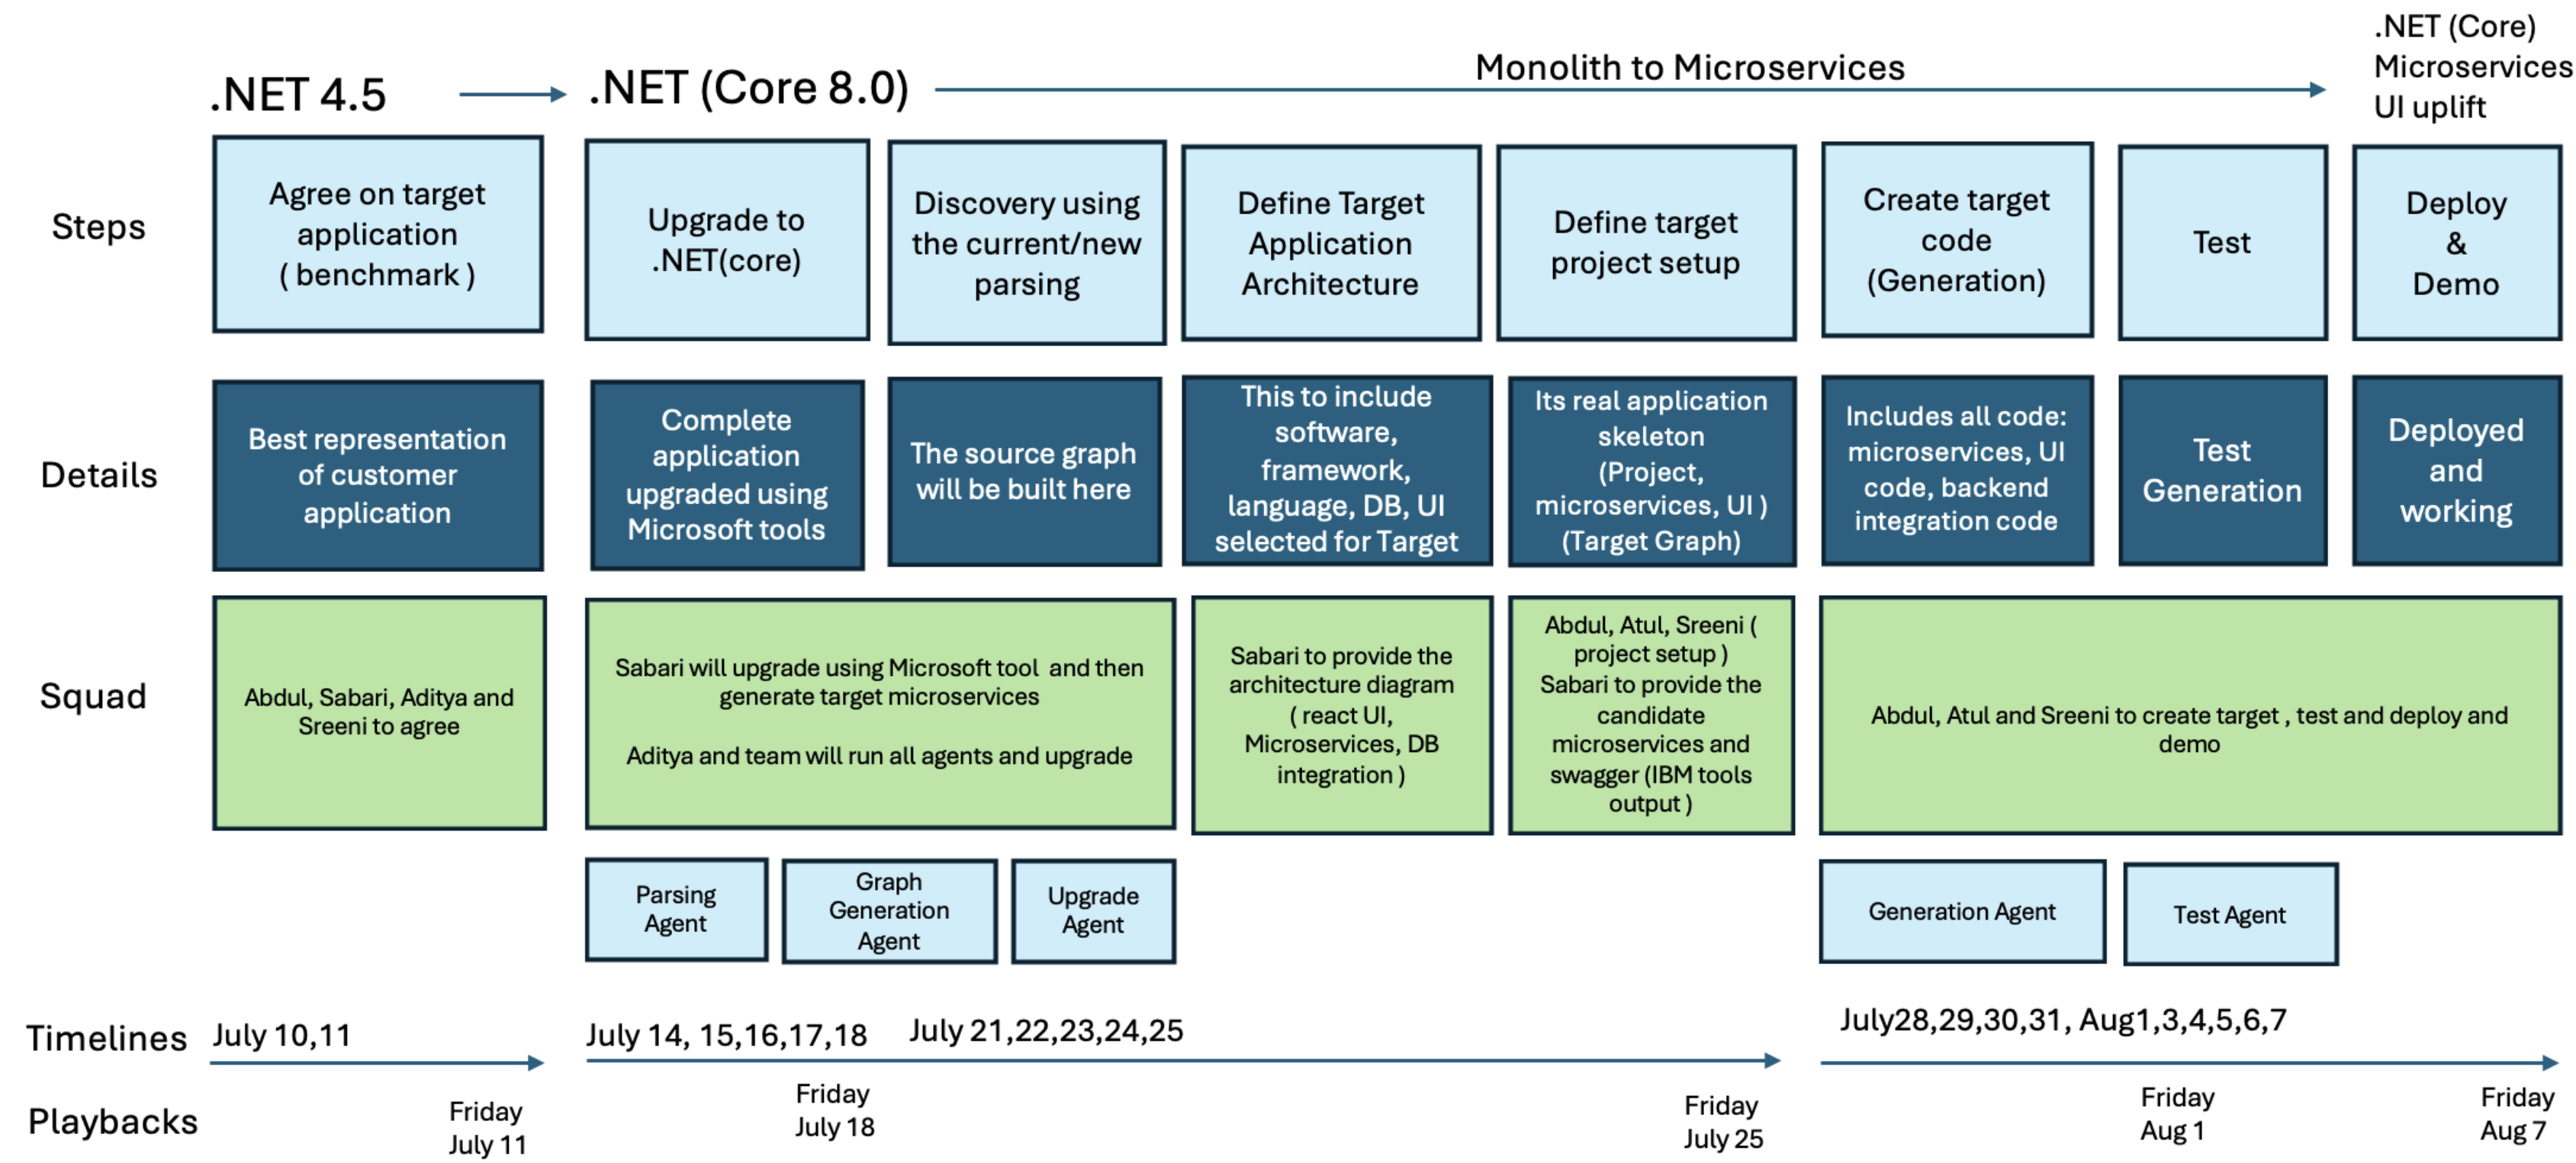 .NET 4.5
.NET (Core 8.0)
Monolith to Microservices
.NET (Core)
Microservices
UI uplift
Steps
Agree on target
application
( benchmark )
Upgrade to
.NET(core)
Discovery using
the current/new
parsing
Define Target
Application
Architecture
Define target
project setup
Create target
code
(Generation)
Test
Deploy
&
Demo
Details
Best representation
of customer
application
Complete
application
upgraded using
Microsoft tools
The source graph
will be built here
This to include
software,
framework,
language, DB, UI
selected for Target
Its real application
skeleton
(Project,
microservices, UI )
(Target Graph)
Includes all code:
microservices, UI
code, backend
integration code
Test
Generation
Deployed
and
working
Squad
Abdul, Sabari, Aditya and
Sreeni to agree
Sabari will upgrade using Microsoft tool and then
generate target microservices
Aditya and team will run all agents and upgrade
Sabari to provide the
architecture diagram
( react UI,
Microservices, DB
integration )
Abdul, Atul, Sreeni (
project setup )
Sabari to provide the
candidate
microservices and
swagger (IBM tools
output )
Abdul, Atul and Sreeni to create target , test and deploy and
demo
Parsing
Agent
Graph
Generation
Agent
Upgrade
Agent
Generation Agent
Test Agent
Timelines
July 10,11
July 14, 15,16,17,18
July 21,22,23,24,25
July28,29,30,31, Aug1,3,4,5,6,7
Playbacks
Friday
July 11
Friday
July 18
Friday
July 25
Friday
Aug 1
Friday
Aug 7